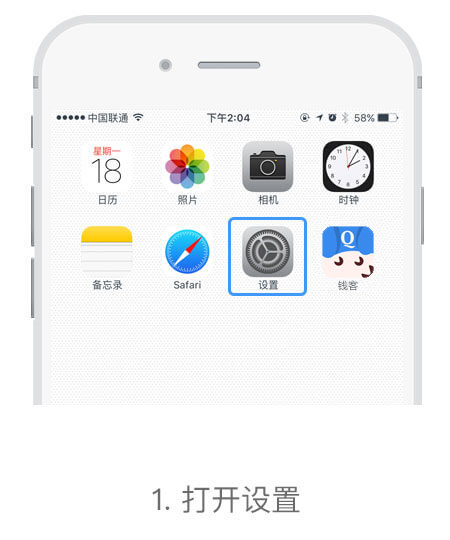 中国联通 下午2:04 58%
星期一
18
日历 照片 相机 时钟
Q
备忘录 Safari 设置 钱客
1. 打开设置